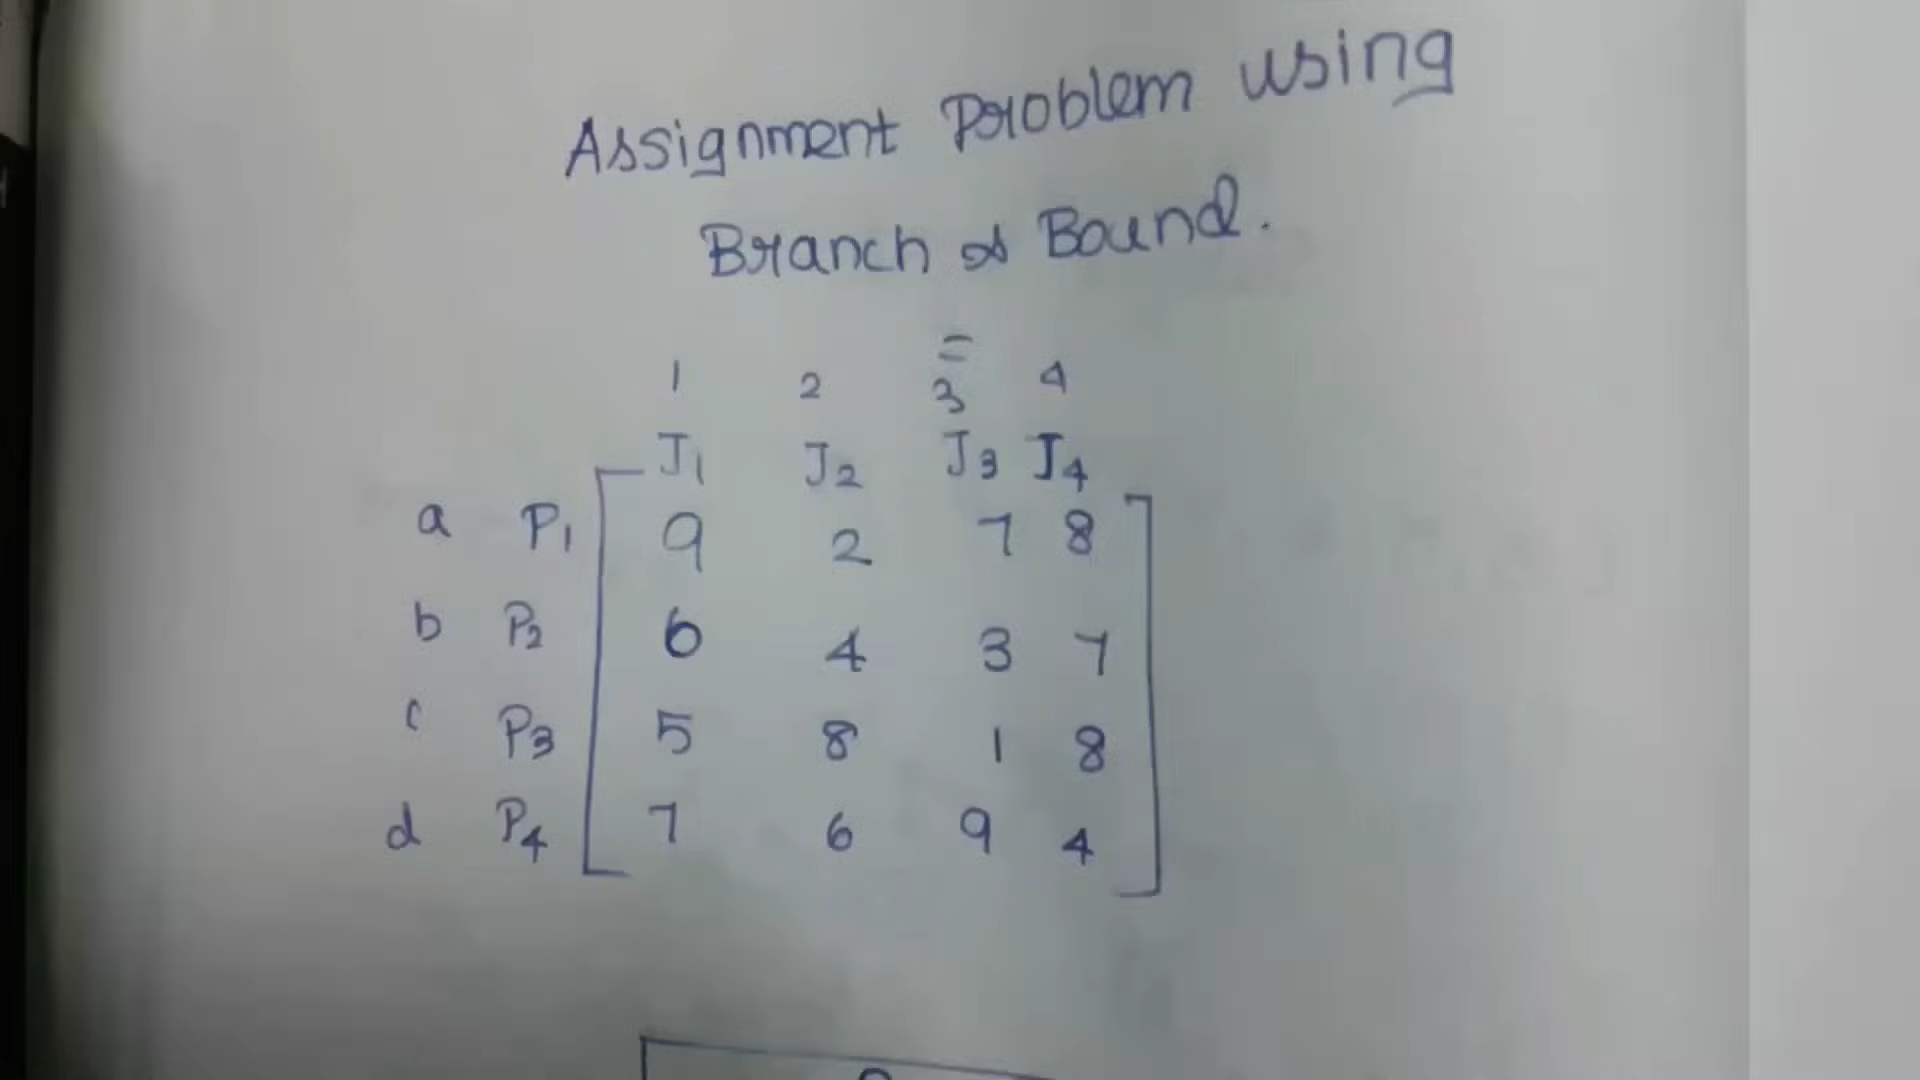 Assignment Problem using
Branch & Bound.
1 2 3 4
J1 J2 J3 J4
a P1 9 2 7 8
b P2 6 4 3 7
c P3 5 8 1 8
d P4 7 6 9 4